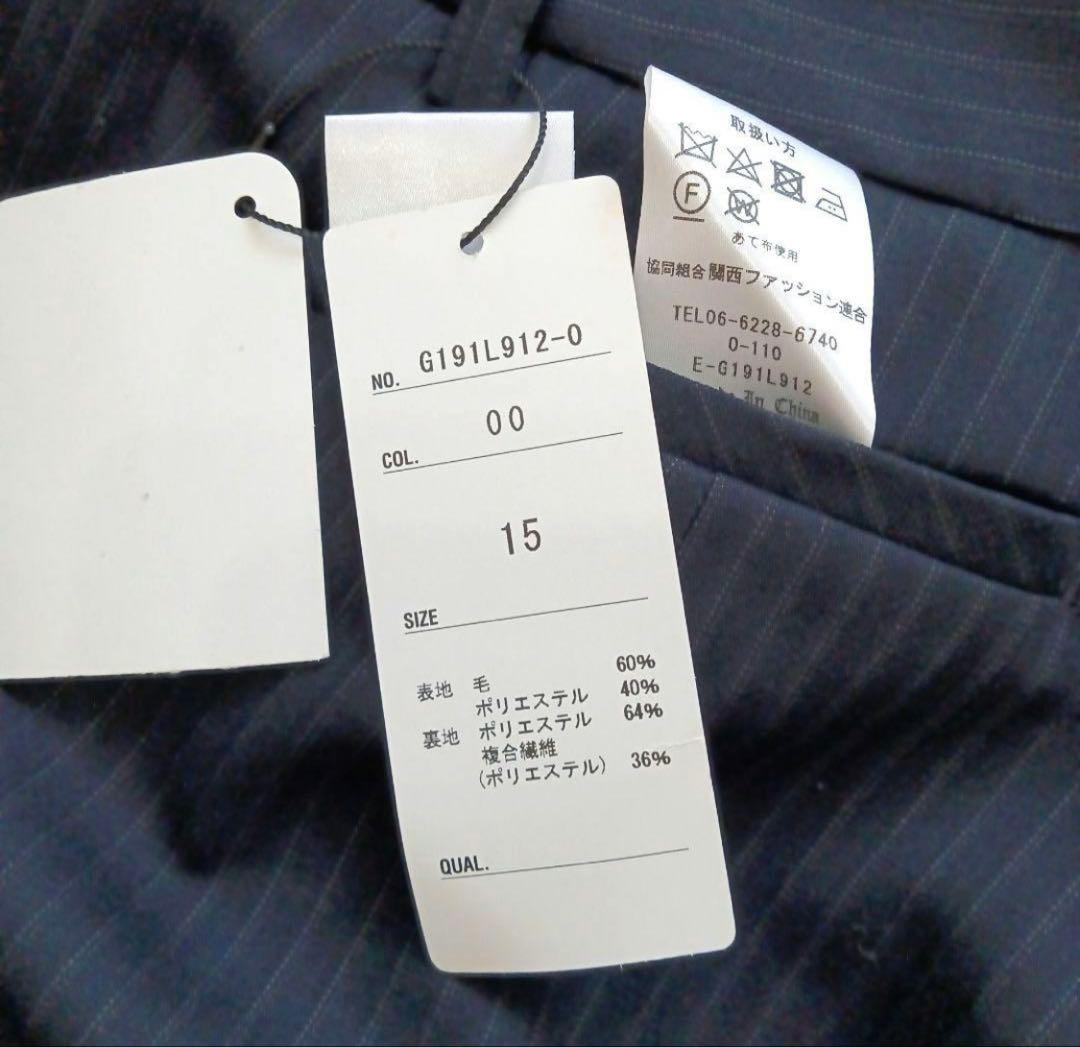 NO. G191L912-0
00
COL.
15
SIZE
表地 毛 60%
ポリエステル 40%
裏地 ポリエステル 64%
複合繊維
(ポリエステル) 36%
QUAL.
取扱い方
F W
あて布使用
協同組合関西ファッション連合
TEL06-6228-6740
0-110
E-G191L912
In China